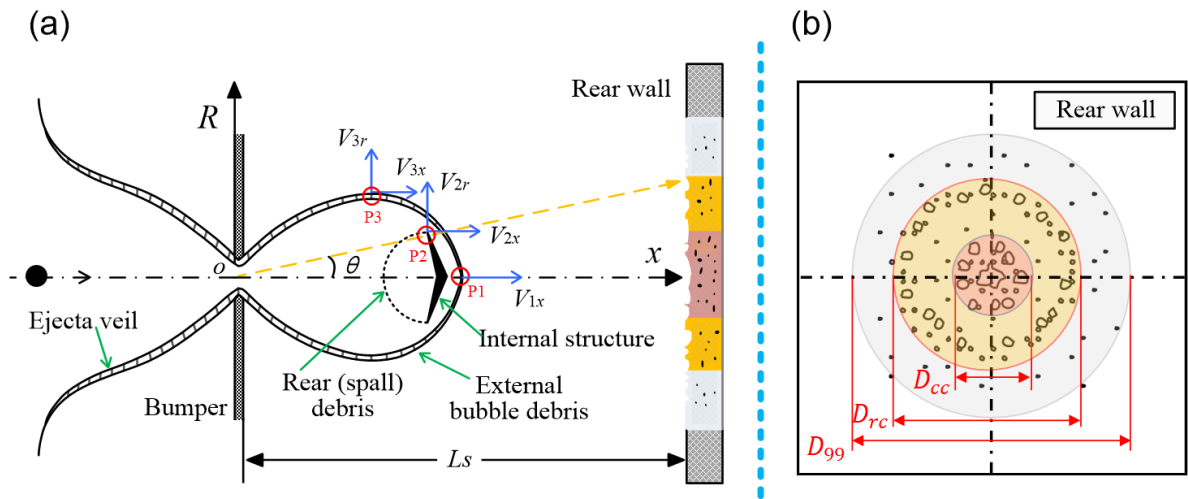 (a)
(b)
R
Rear wall
Rear wall
V3r
V3x
V2r
P3
P2
V2x
o
θ
x
P1
V1x
Ejecta veil
Internal structure
Rear (spall)
debris
External
bubble debris
Bumper
Ls
Dcc
Drc
D99